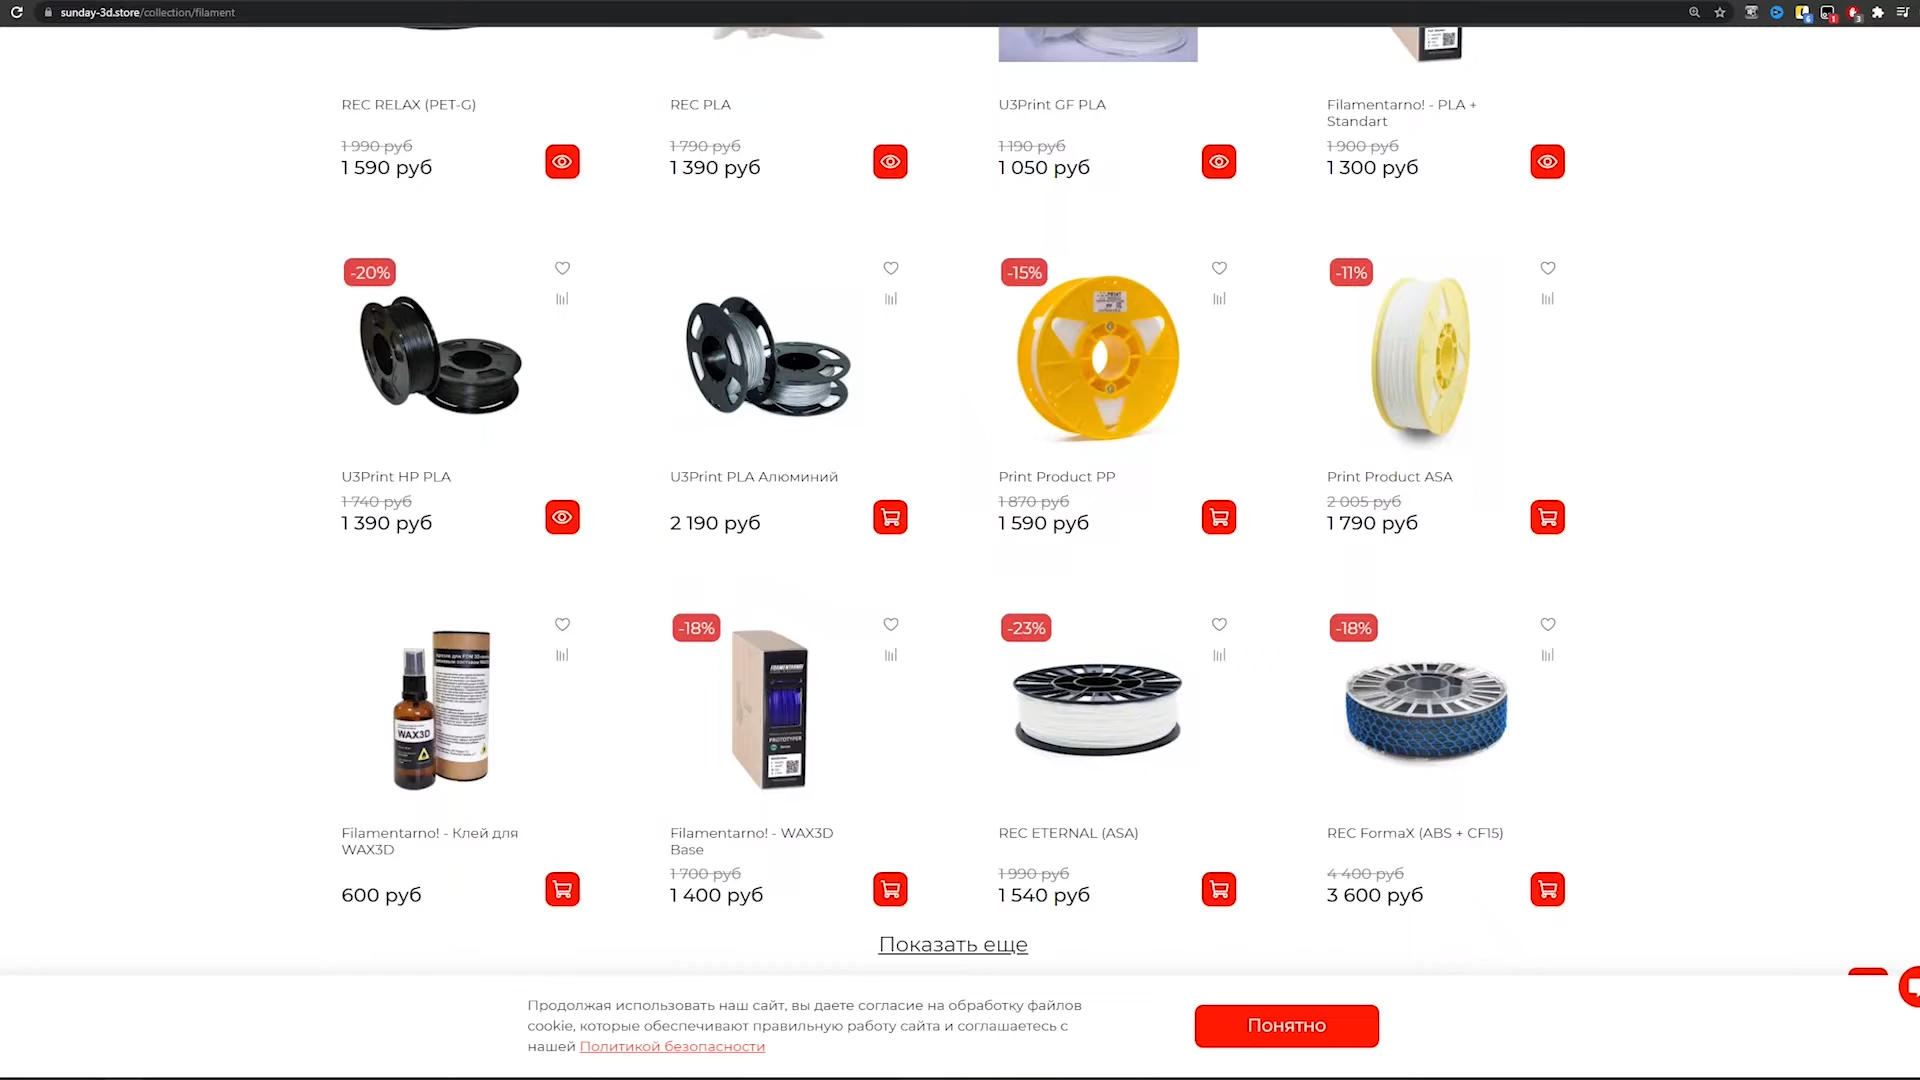 sunday-3d.store/collection/filament
REC RELAX (PET-G)
1 990 руб
1 590 руб
REC PLA
1 790 руб
1 390 руб
U3Print GF PLA
1 190 руб
1 050 руб
Filamentarno! - PLA +
Standart
1 900 руб
1 300 руб
-20%
-15%
-11%
U3Print HP PLA
1 740 руб
1 390 руб
U3Print PLA Алюминий
2 190 руб
Print Product PP
1 870 руб
1 590 руб
Print Product ASA
2 005 руб
1 790 руб
-18%
-23%
-18%
WAX3D
FILAMENTARNO!
PROTOTYPER
Filamentarno! - Клей для
WAX3D
600 руб
Filamentarno! - WAX3D
Base
1 700 руб
1 400 руб
REC ETERNAL (ASA)
1 990 руб
1 540 руб
REC FormaX (ABS + CF15)
4 400 руб
3 600 руб
Показать еще
Продолжая использовать наш сайт, вы даете согласие на обработку файлов
cookie, которые обеспечивают правильную работу сайта и соглашаетесь с
нашей Политикой безопасности
Понятно